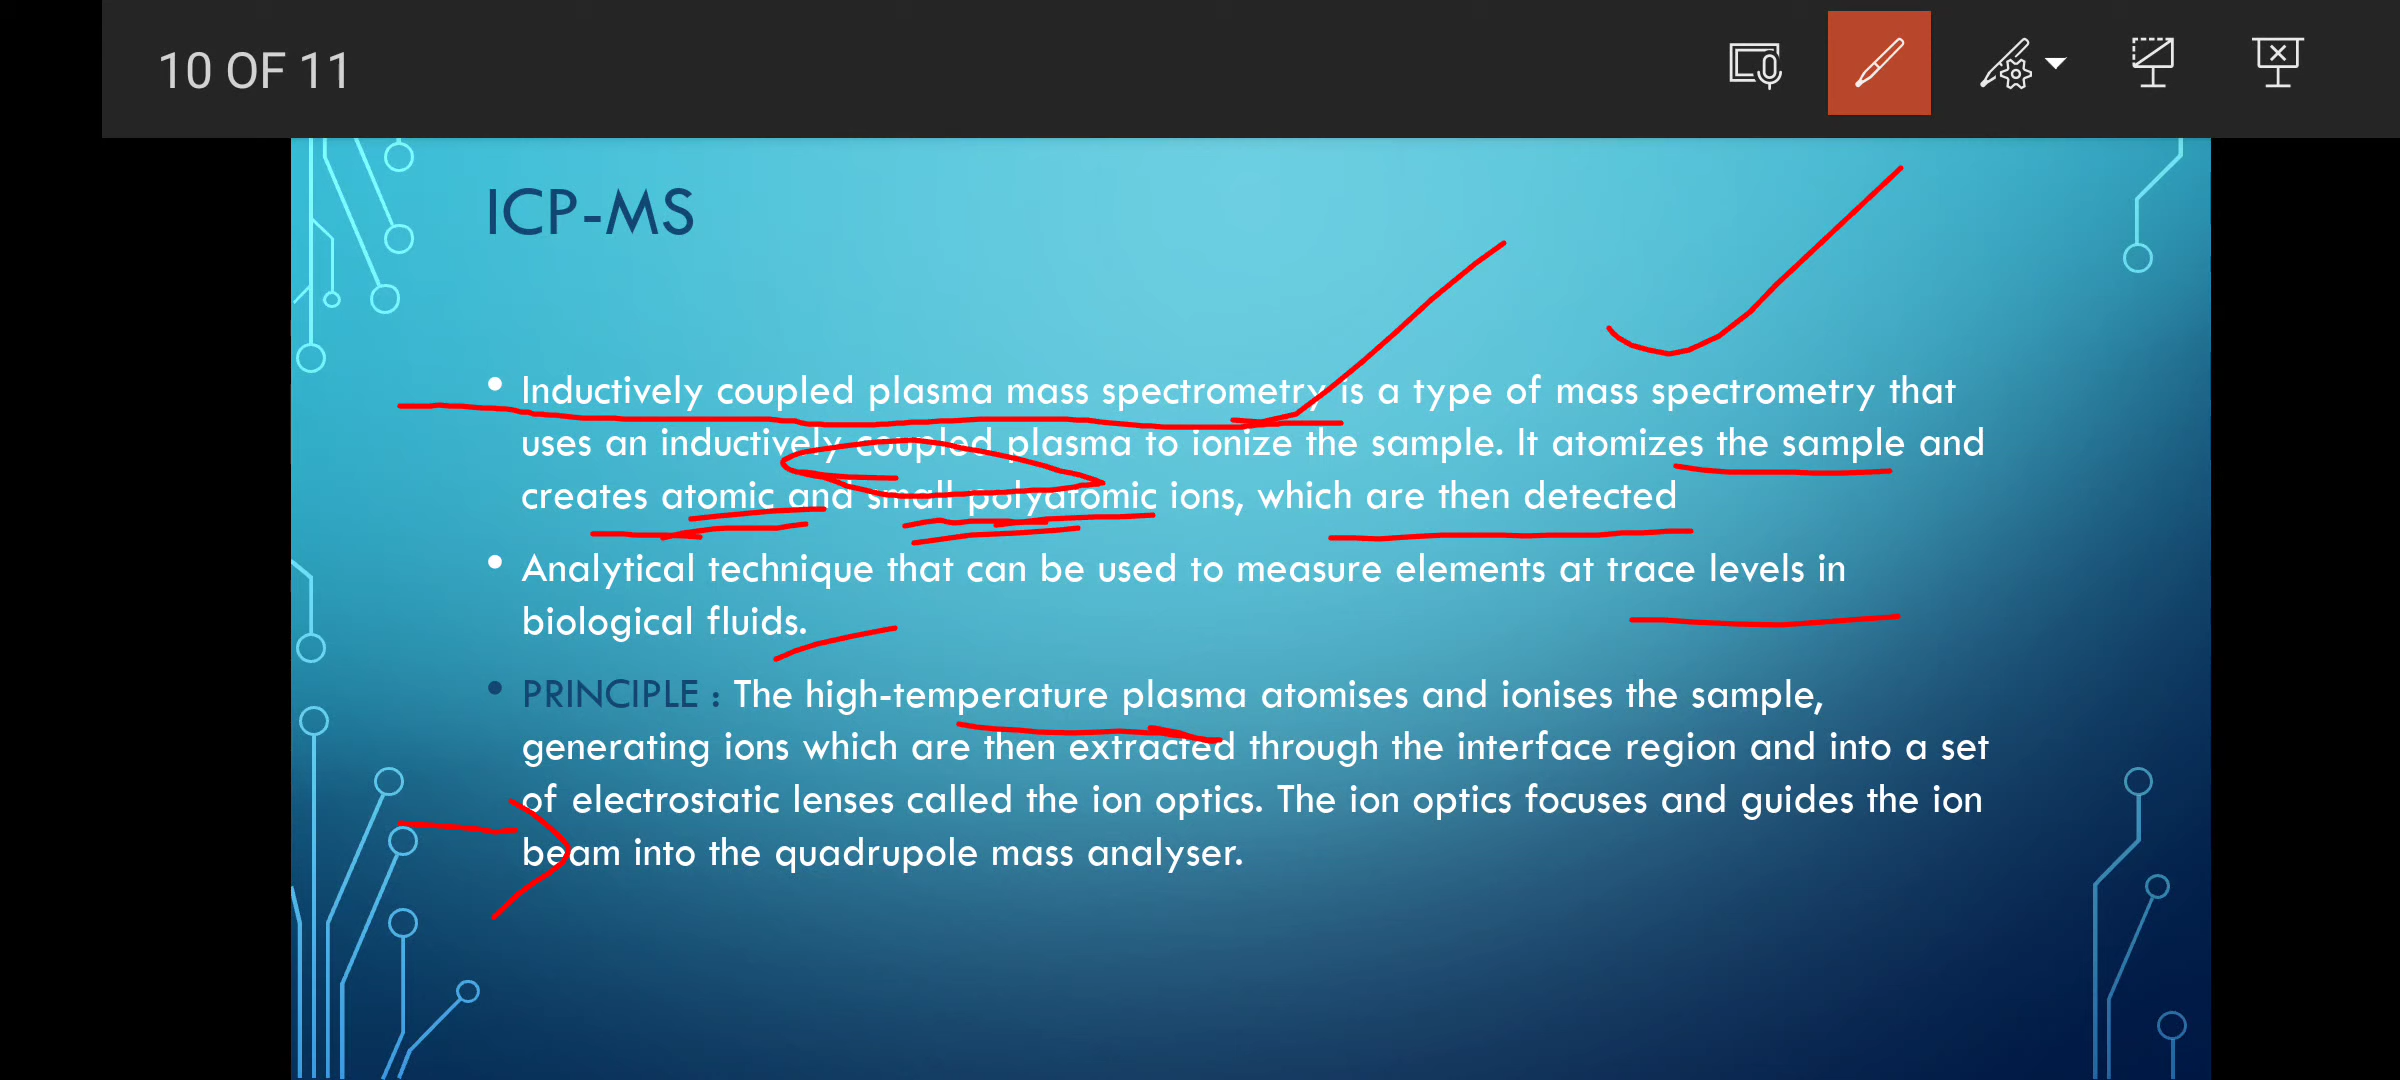 10 OF 11
ICP-MS
• Inductively coupled plasma mass spectrometry is a type of mass spectrometry that
uses an inductively coupled plasma to ionize the sample. It atomizes the sample and
creates atomic and small polyatomic ions, which are then detected
• Analytical technique that can be used to measure elements at trace levels in
biological fluids.
• PRINCIPLE : The high-temperature plasma atomises and ionises the sample,
generating ions which are then extracted through the interface region and into a set
of electrostatic lenses called the ion optics. The ion optics focuses and guides the ion
beam into the quadrupole mass analyser.